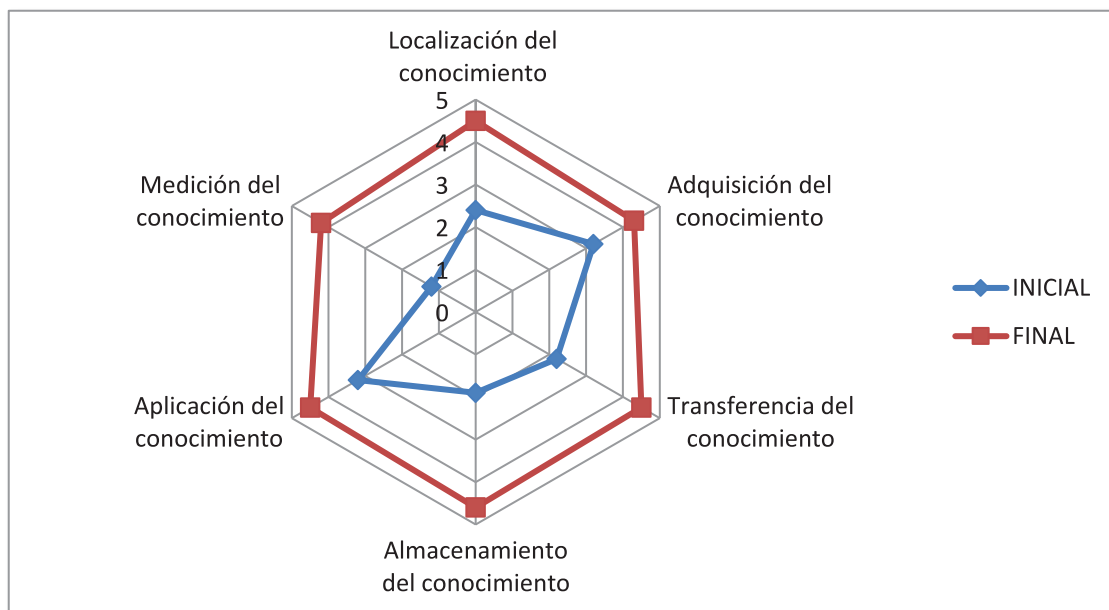 Localización del
conocimiento
5
4
3
2
1
0
Adquisición del
conocimiento
Transferencia del
conocimiento
Almacenamiento
del conocimiento
Aplicación del
conocimiento
Medición del
conocimiento
INICIAL
FINAL